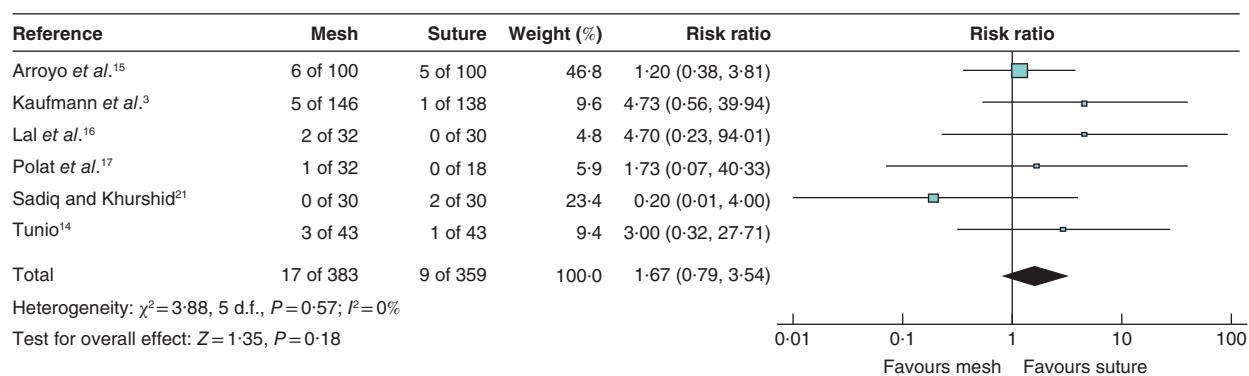 Reference Mesh Suture Weight (%) Risk ratio Risk ratio
Arroyo et al.15 6 of 100 5 of 100 46·8 1·20 (0·38, 3·81)
Kaufmann et al.3 5 of 146 1 of 138 9·6 4·73 (0·56, 39·94)
Lal et al.16 2 of 32 0 of 30 4·8 4·70 (0·23, 94·01)
Polat et al.17 1 of 32 0 of 18 5·9 1·73 (0·07, 40·33)
Sadiq and Khurshid21 0 of 30 2 of 30 23·4 0·20 (0·01, 4·00)
Tunio14 3 of 43 1 of 43 9·4 3·00 (0·32, 27·71)
Total 17 of 383 9 of 359 100·0 1·67 (0·79, 3·54)
Heterogeneity: χ2 = 3·88, 5 d.f., P = 0·57; I2 = 0%
Test for overall effect: Z = 1·35, P = 0·18
0·01 0·1 1 10 100
Favours mesh Favours suture